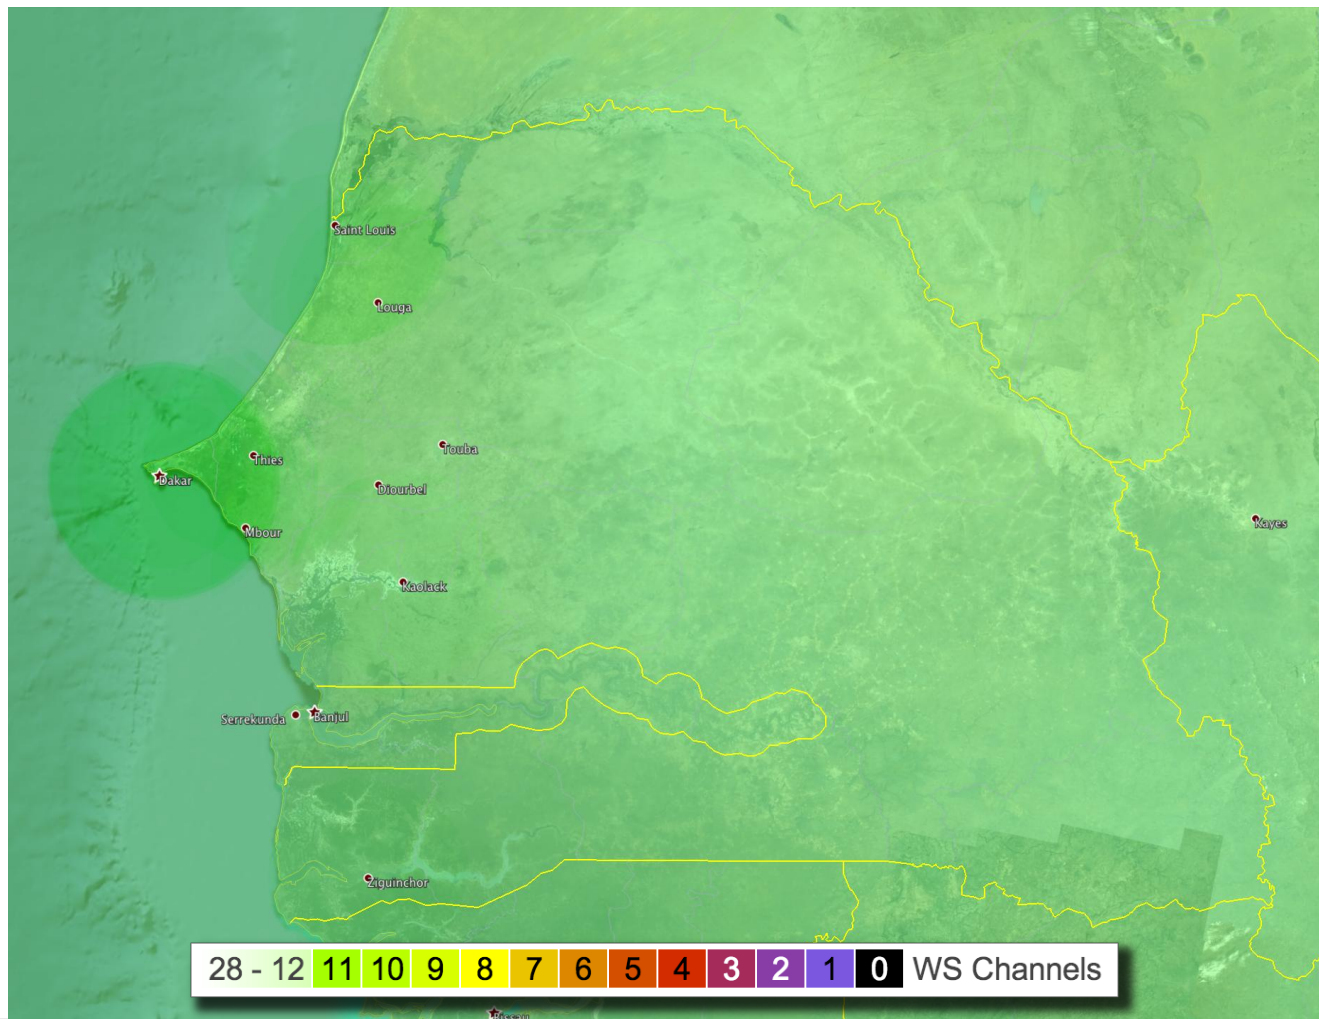 Saint Louis
Louga
Touba
Thies
Dakar
Diourbel
Mbour
Kayes
Kaolack
Serrekunda
Banjul
Ziguinchor
28 - 12 11 10 9 8 7 6 5 4 3 2 1 0 WS Channels
Bissau